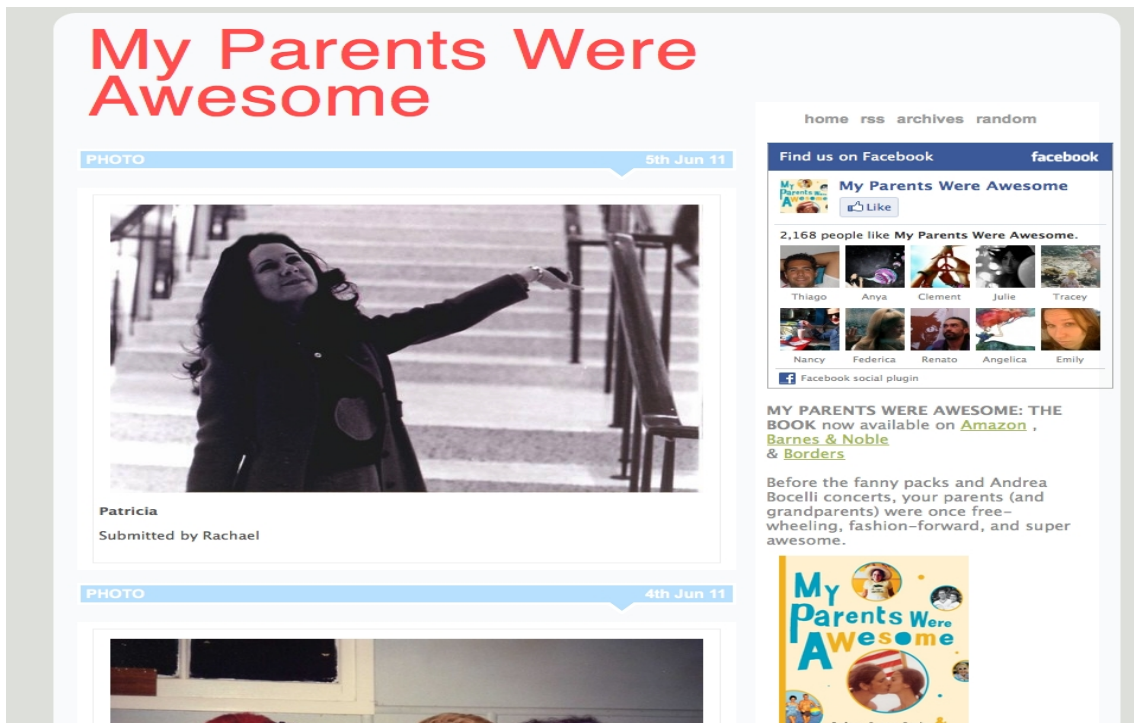 My Parents Were
Awesome
PHOTO
5th Jun 11
Patricia
Submitted by Rachael
PHOTO
4th Jun 11
home rss archives random
Find us on Facebook
facebook
My Parents Were Awesome
Like
2,168 people like My Parents Were Awesome.
Thiago Anya Clement Julie Tracey
Nancy Federica Renato Angelica Emily
Facebook social plugin
MY PARENTS WERE AWESOME: THE
BOOK now available on Amazon ,
Barnes & Noble
& Borders
Before the fanny packs and Andrea
Bocelli concerts, your parents (and
grandparents) were once free-
wheeling, fashion-forward, and super
awesome.
My
Parents Were
Awesome